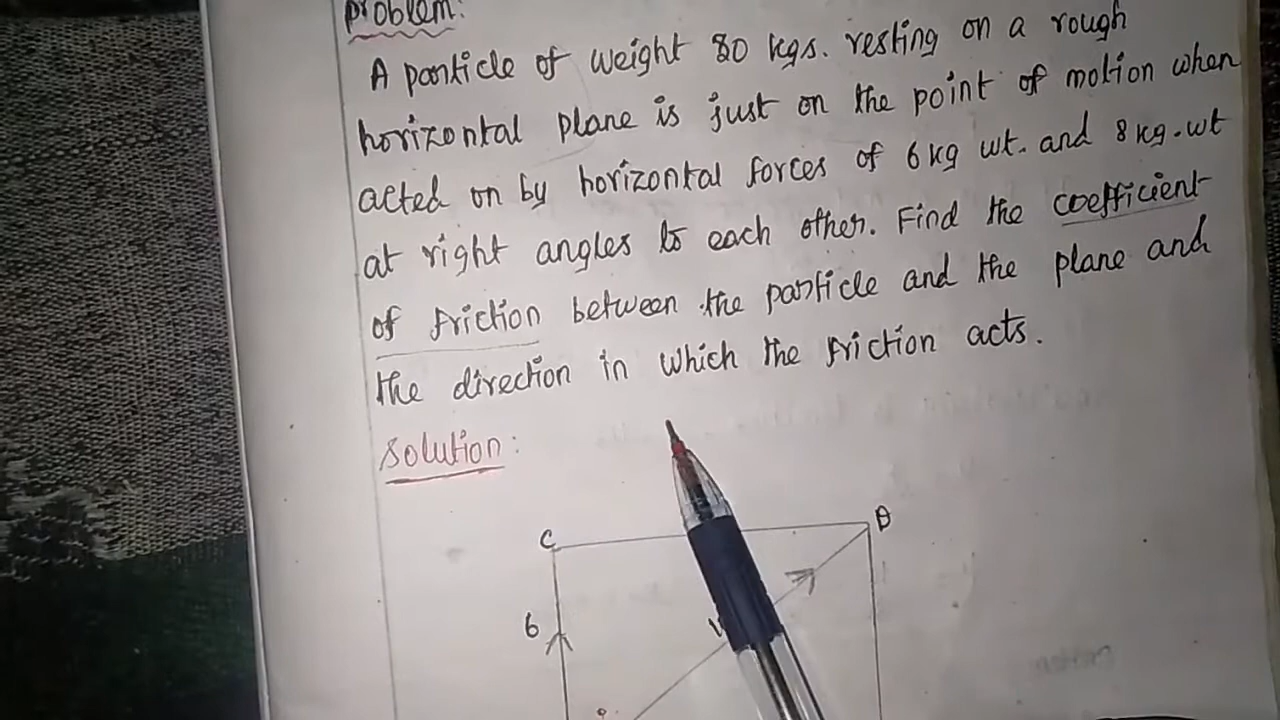 Problem:
A particle of weight 80 kgs. resting on a rough
horizontal plane is just on the point of motion when
acted on by horizontal forces of 6 kg wt. and 8 kg.wt
at right angles to each other. Find the coefficient
of friction between the particle and the plane and
the direction in which the friction acts.
Solution:
C
B
6